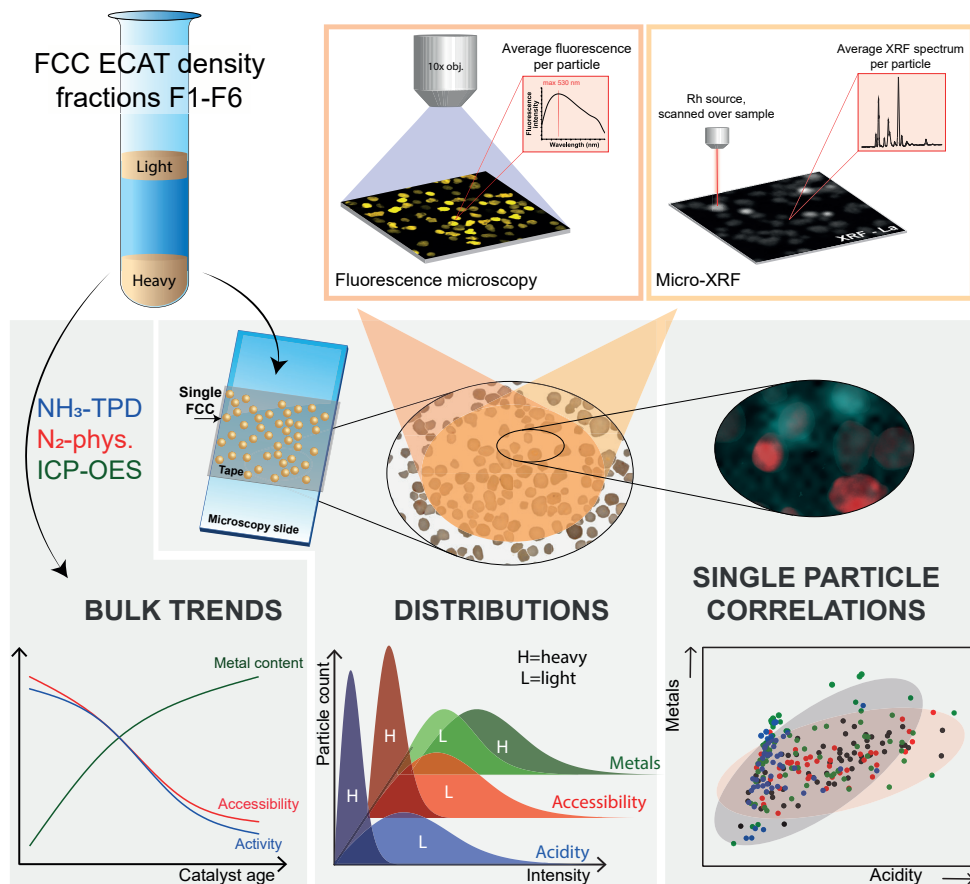 FCC ECAT density
fractions F1-F6
Light
Heavy
10x obj.
Average fluorescence
per particle
max 530 nm
Fluorescence
Intensity
Wavelength (nm)
Fluorescence microscopy
Average XRF spectrum
per particle
Rh source,
scanned over sample
XRF - La
Micro-XRF
NH₃-TPD
N₂-phys.
ICP-OES
Single
FCC
Tape
Microscopy slide
BULK TRENDS
Metal content
Accessibility
Activity
Catalyst age
DISTRIBUTIONS
H=heavy
L=light
Particle count
H
H
L
H
L
L
Metals
Accessibility
Acidity
Intensity
SINGLE PARTICLE
CORRELATIONS
Metals
Acidity